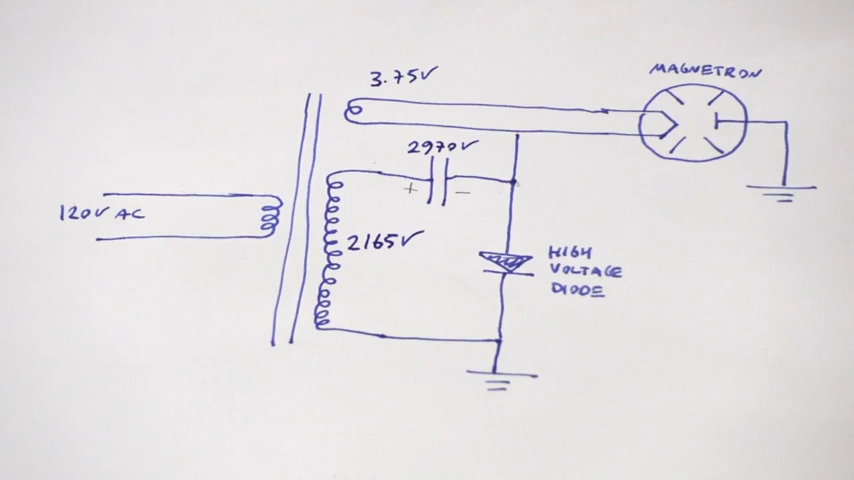 3.75V
MAGNETRON
2970V
+ −
120V AC
2165V
HIGH
VOLTAGE
DIODE